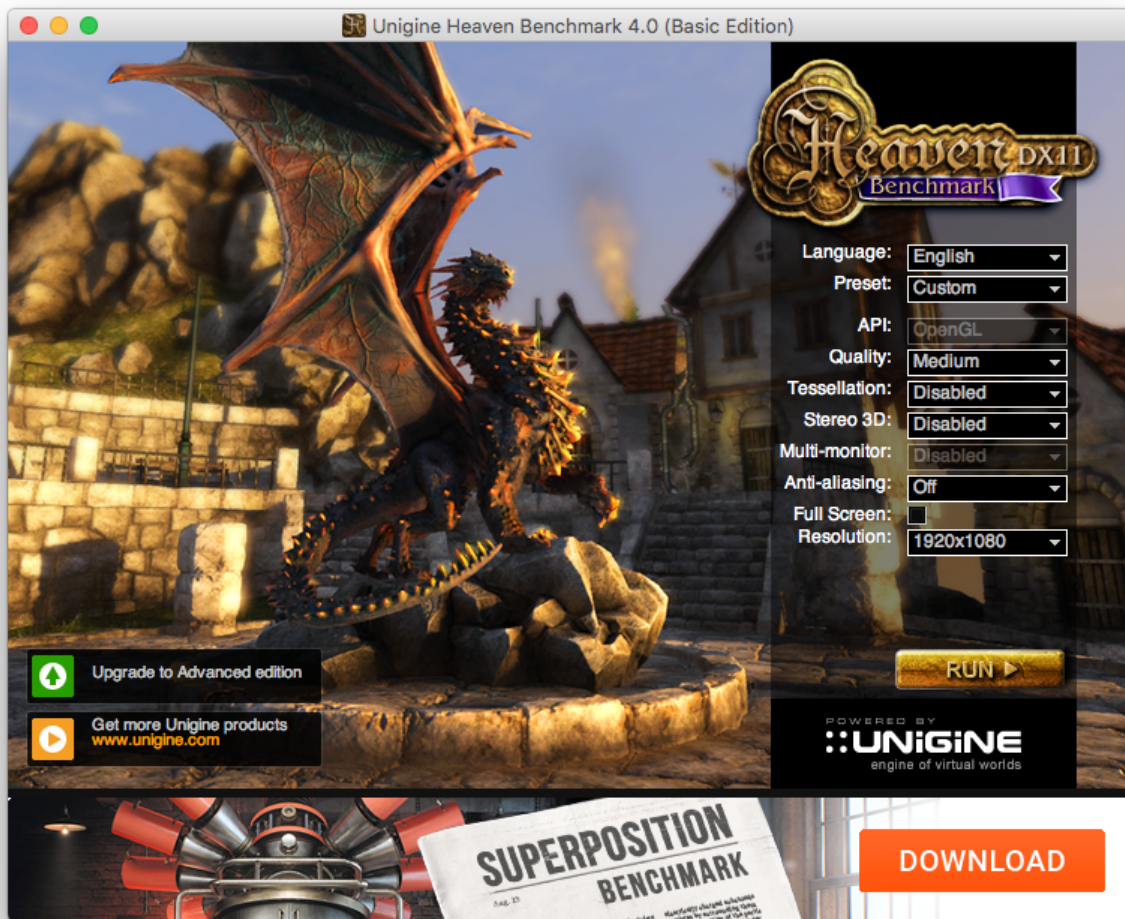 Unigine Heaven Benchmark 4.0 (Basic Edition)
Heaven DX11
Benchmark
Language: English
Preset: Custom
API: OpenGL
Quality: Medium
Tessellation: Disabled
Stereo 3D: Disabled
Multi-monitor: Disabled
Anti-aliasing: Off
Full Screen:
Resolution: 1920x1080
RUN
Upgrade to Advanced edition
Get more Unigine products
www.unigine.com
POWERED BY
UNiGiNE
engine of virtual worlds
SUPERPOSITION
BENCHMARK
Aug. 23
DOWNLOAD